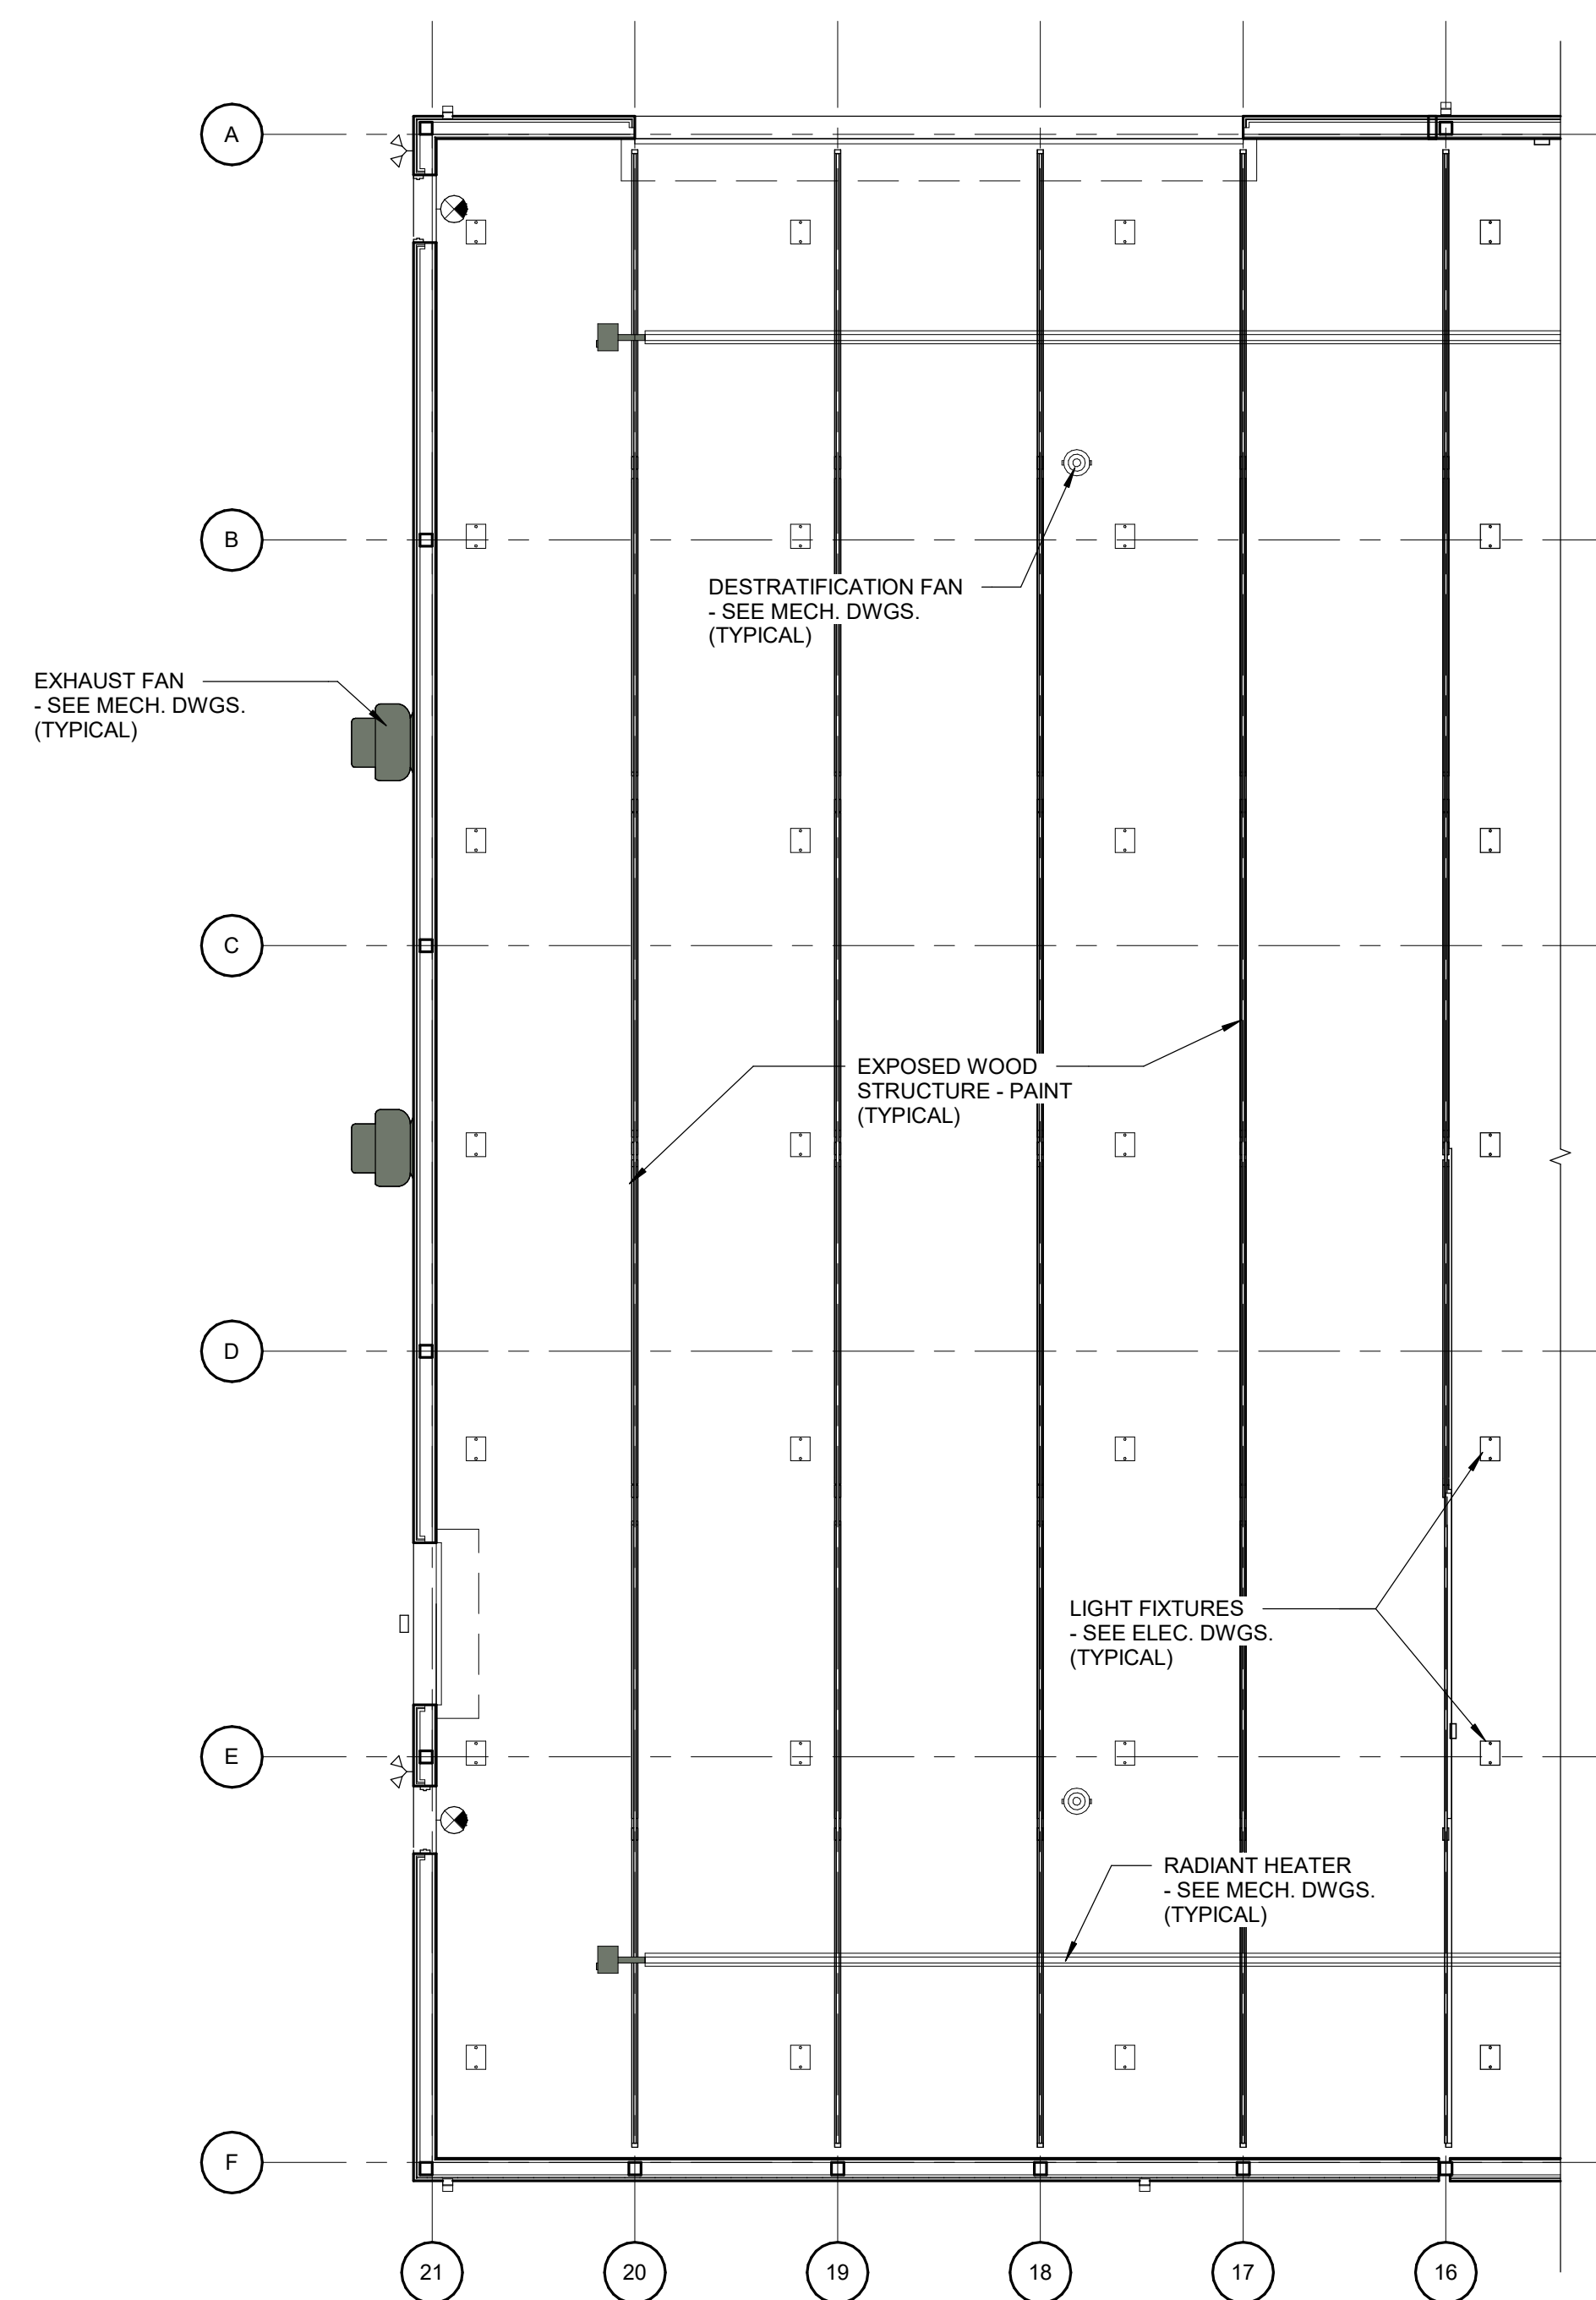 A
B
DESTRATIFICATION FAN
- SEE MECH. DWGS.
(TYPICAL)
EXHAUST FAN
- SEE MECH. DWGS.
(TYPICAL)
C
EXPOSED WOOD
STRUCTURE - PAINT
(TYPICAL)
D
LIGHT FIXTURES
- SEE ELEC. DWGS.
(TYPICAL)
E
RADIANT HEATER
- SEE MECH. DWGS.
(TYPICAL)
F
21
20
19
18
17
16